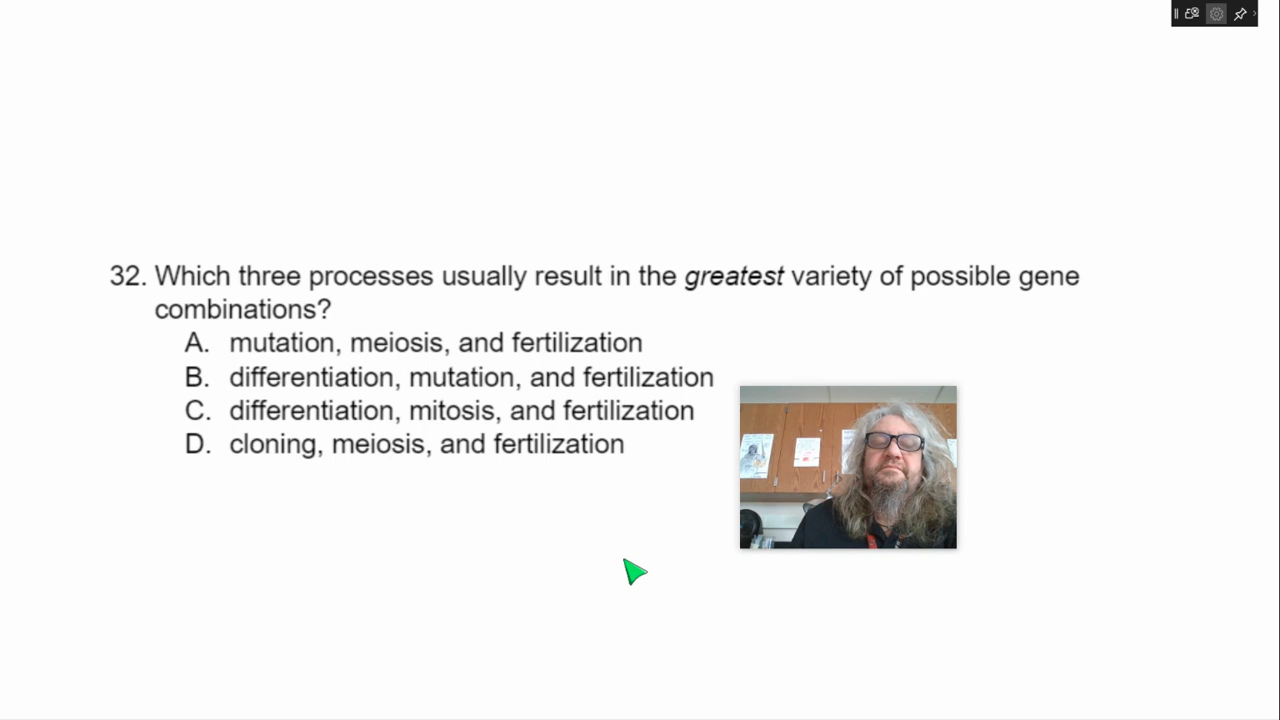 32. Which three processes usually result in the greatest variety of possible gene
combinations?
A. mutation, meiosis, and fertilization
B. differentiation, mutation, and fertilization
C. differentiation, mitosis, and fertilization
D. cloning, meiosis, and fertilization